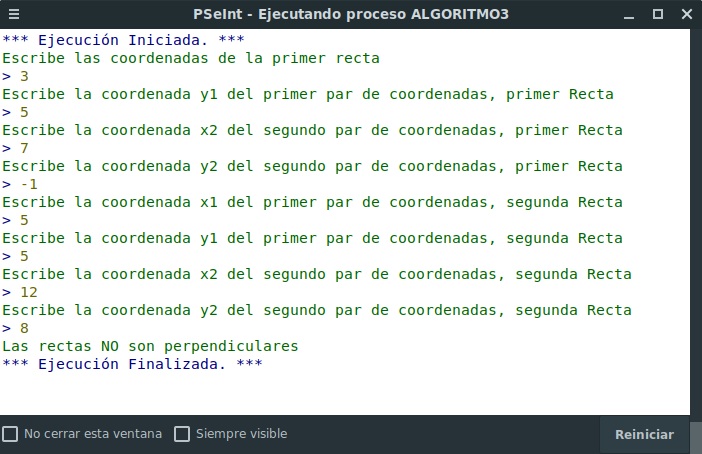 PSeInt - Ejecutando proceso ALGORITMO3
*** Ejecución Iniciada. ***
Escribe las coordenadas de la primer recta
> 3
Escribe la coordenada y1 del primer par de coordenadas, primer Recta
> 5
Escribe la coordenada x2 del segundo par de coordenadas, primer Recta
> 7
Escribe la coordenada y2 del segundo par de coordenadas, primer Recta
> -1
Escribe la coordenada x1 del primer par de coordenadas, segunda Recta
> 5
Escribe la coordenada y1 del primer par de coordenadas, segunda Recta
> 5
Escribe la coordenada x2 del segundo par de coordenadas, segunda Recta
> 12
Escribe la coordenada y2 del segundo par de coordenadas, segunda Recta
> 8
Las rectas NO son perpendiculares
*** Ejecución Finalizada. ***
No cerrar esta ventana Siempre visible Reiniciar